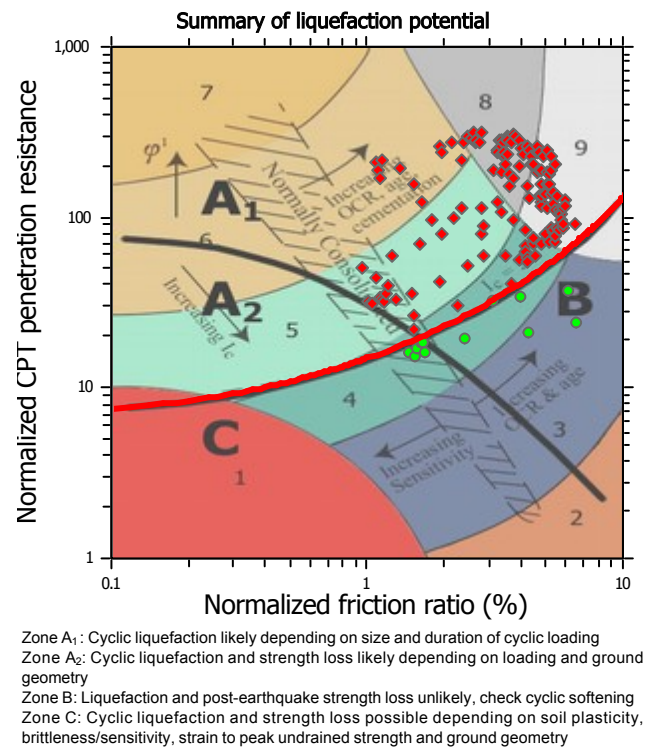 Summary of liquefaction potential
1,000
7
8
9
φ'
Normally Consolidated
Increasing
OCR, age,
cementation
A1
100
6
A2
Increasing Ic
5
Ic =
B
Normalized CPT penetration resistance
10
4
Increasing
OCR & age
C
3
Increasing
Sensitivity
1
2
1
0.1
1
10
Normalized friction ratio (%)
Zone A1: Cyclic liquefaction likely depending on size and duration of cyclic loading
Zone A2: Cyclic liquefaction and strength loss likely depending on loading and ground
geometry
Zone B: Liquefaction and post-earthquake strength loss unlikely, check cyclic softening
Zone C: Cyclic liquefaction and strength loss possible depending on soil plasticity,
brittleness/sensitivity, strain to peak undrained strength and ground geometry